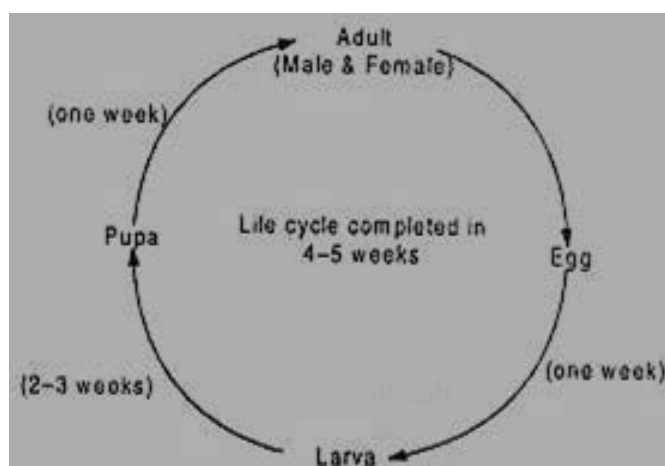 Adult
(Male & Female)
(one week)
Life cycle completed in
4–5 weeks
Pupa
Egg
(2–3 weeks)
(one week)
Larva